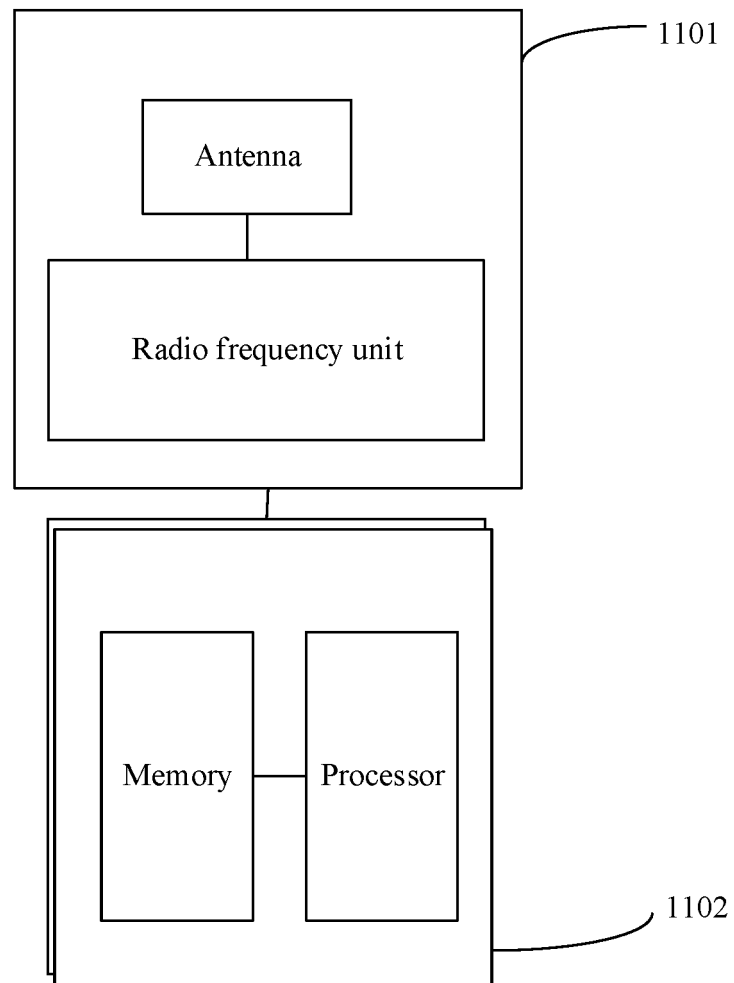 1101
Antenna
Radio frequency unit
Memory
Processor
1102